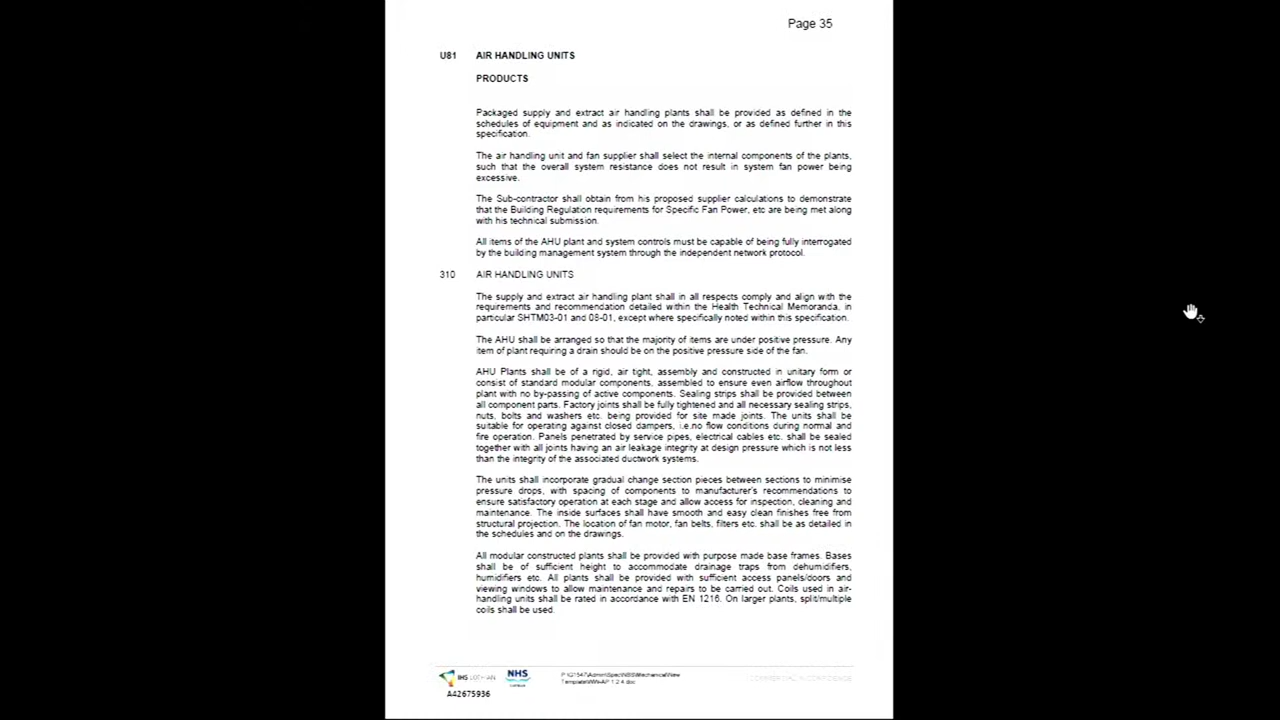 Page 35
U81 AIR HANDLING UNITS
PRODUCTS
Packaged supply and extract air handling plants shall be provided as defined in the
schedules of equipment and as indicated on the drawings, or as defined further in this
specification.
The air handling unit and fan supplier shall select the internal components of the plants,
such that the overall system resistance does not result in system fan power being
excessive.
The Sub-contractor shall obtain from his proposed supplier calculations to demonstrate
that the Building Regulation requirements for Specific Fan Power, etc are being met along
with his technical submission.
All items of the AHU plant and system controls must be capable of being fully interrogated
by the building management system through the independent network protocol.
310 AIR HANDLING UNITS
The supply and extract air handling plant shall in all respects comply and align with the
requirements and recommendation detailed within the Health Technical Memoranda, in
particular SHTM03-01 and 08-01, except where specifically noted within this specification.
The AHU shall be arranged so that the majority of items are under positive pressure. Any
item of plant requiring a drain should be on the positive pressure side of the fan.
AHU Plants shall be of a rigid, air tight, assembly and constructed in unitary form or
consist of standard modular components, assembled to ensure even airflow throughout
plant with no by-passing of active components. Sealing strips shall be provided between
all component parts. Factory joints shall be fully tightened and all necessary sealing strips,
nuts, bolts and washers etc. being provided for site made joints. The units shall be
suitable for operating against closed dampers, i.e.no flow conditions during normal and
fire operation. Panels penetrated by service pipes, electrical cables etc. shall be sealed
together with all joints having an air leakage integrity at design pressure which is not less
than the integrity of the associated ductwork systems.
The units shall incorporate gradual change section pieces between sections to minimise
pressure drops, with spacing of components to manufacturer's recommendations to
ensure satisfactory operation at each stage and allow access for inspection, cleaning and
maintenance. The inside surfaces shall have smooth and easy clean finishes free from
structural projection. The location of fan motor, fan belts, filters etc. shall be as detailed in
the schedules and on the drawings.
All modular constructed plants shall be provided with purpose made base frames. Bases
shall be of sufficient height to accommodate drainage traps from dehumidifiers,
humidifiers etc. All plants shall be provided with sufficient access panels/doors and
viewing windows to allow maintenance and repairs to be carried out. Coils used in air-
handling units shall be rated in accordance with EN 1216. On larger plants, split/multiple
coils shall be used.
IHS LOTHIAN NHS
COMMERCIAL IN CONFIDENCE
A42675936